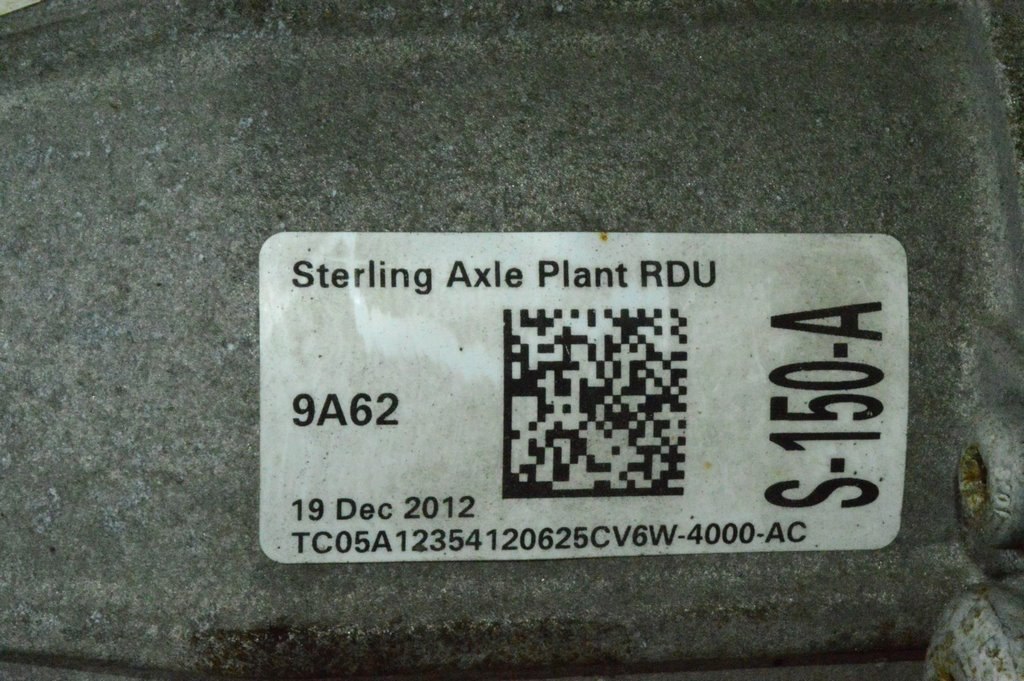 Sterling Axle Plant RDU
9A62
S-150-A
19 Dec 2012
TC05A12354120625CV6W-4000-AC